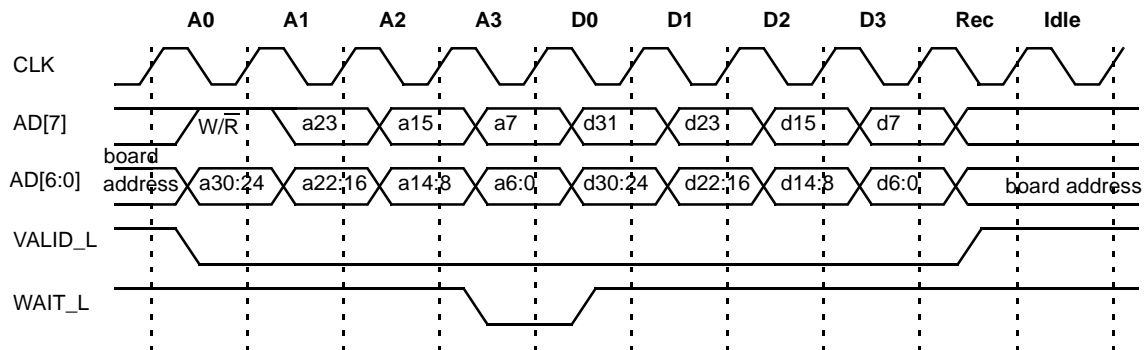 A0 A1 A2 A3 D0 D1 D2 D3 Rec Idle
CLK
AD[7] W/R̅ a23 a15 a7 d31 d23 d15 d7
AD[6:0] board address a30:24 a22:16 a14:8 a6:0 d30:24 d22:16 d14:8 d6:0 board address
VALID_L
WAIT_L